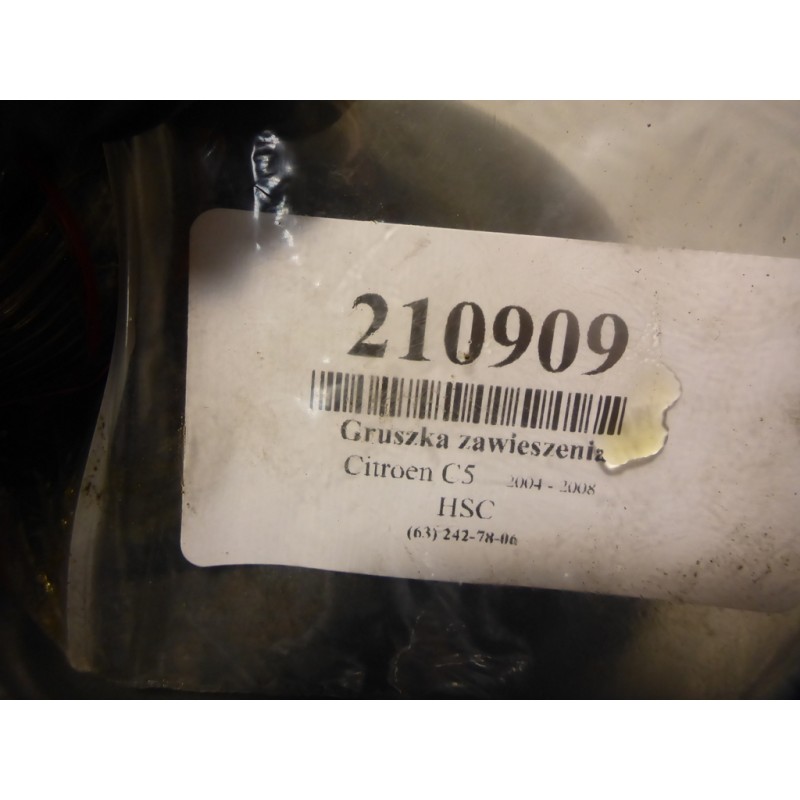 210909
Gruszka zawieszenia
Citroen C5 2004 - 2008
HSC
(63) 242-78-06